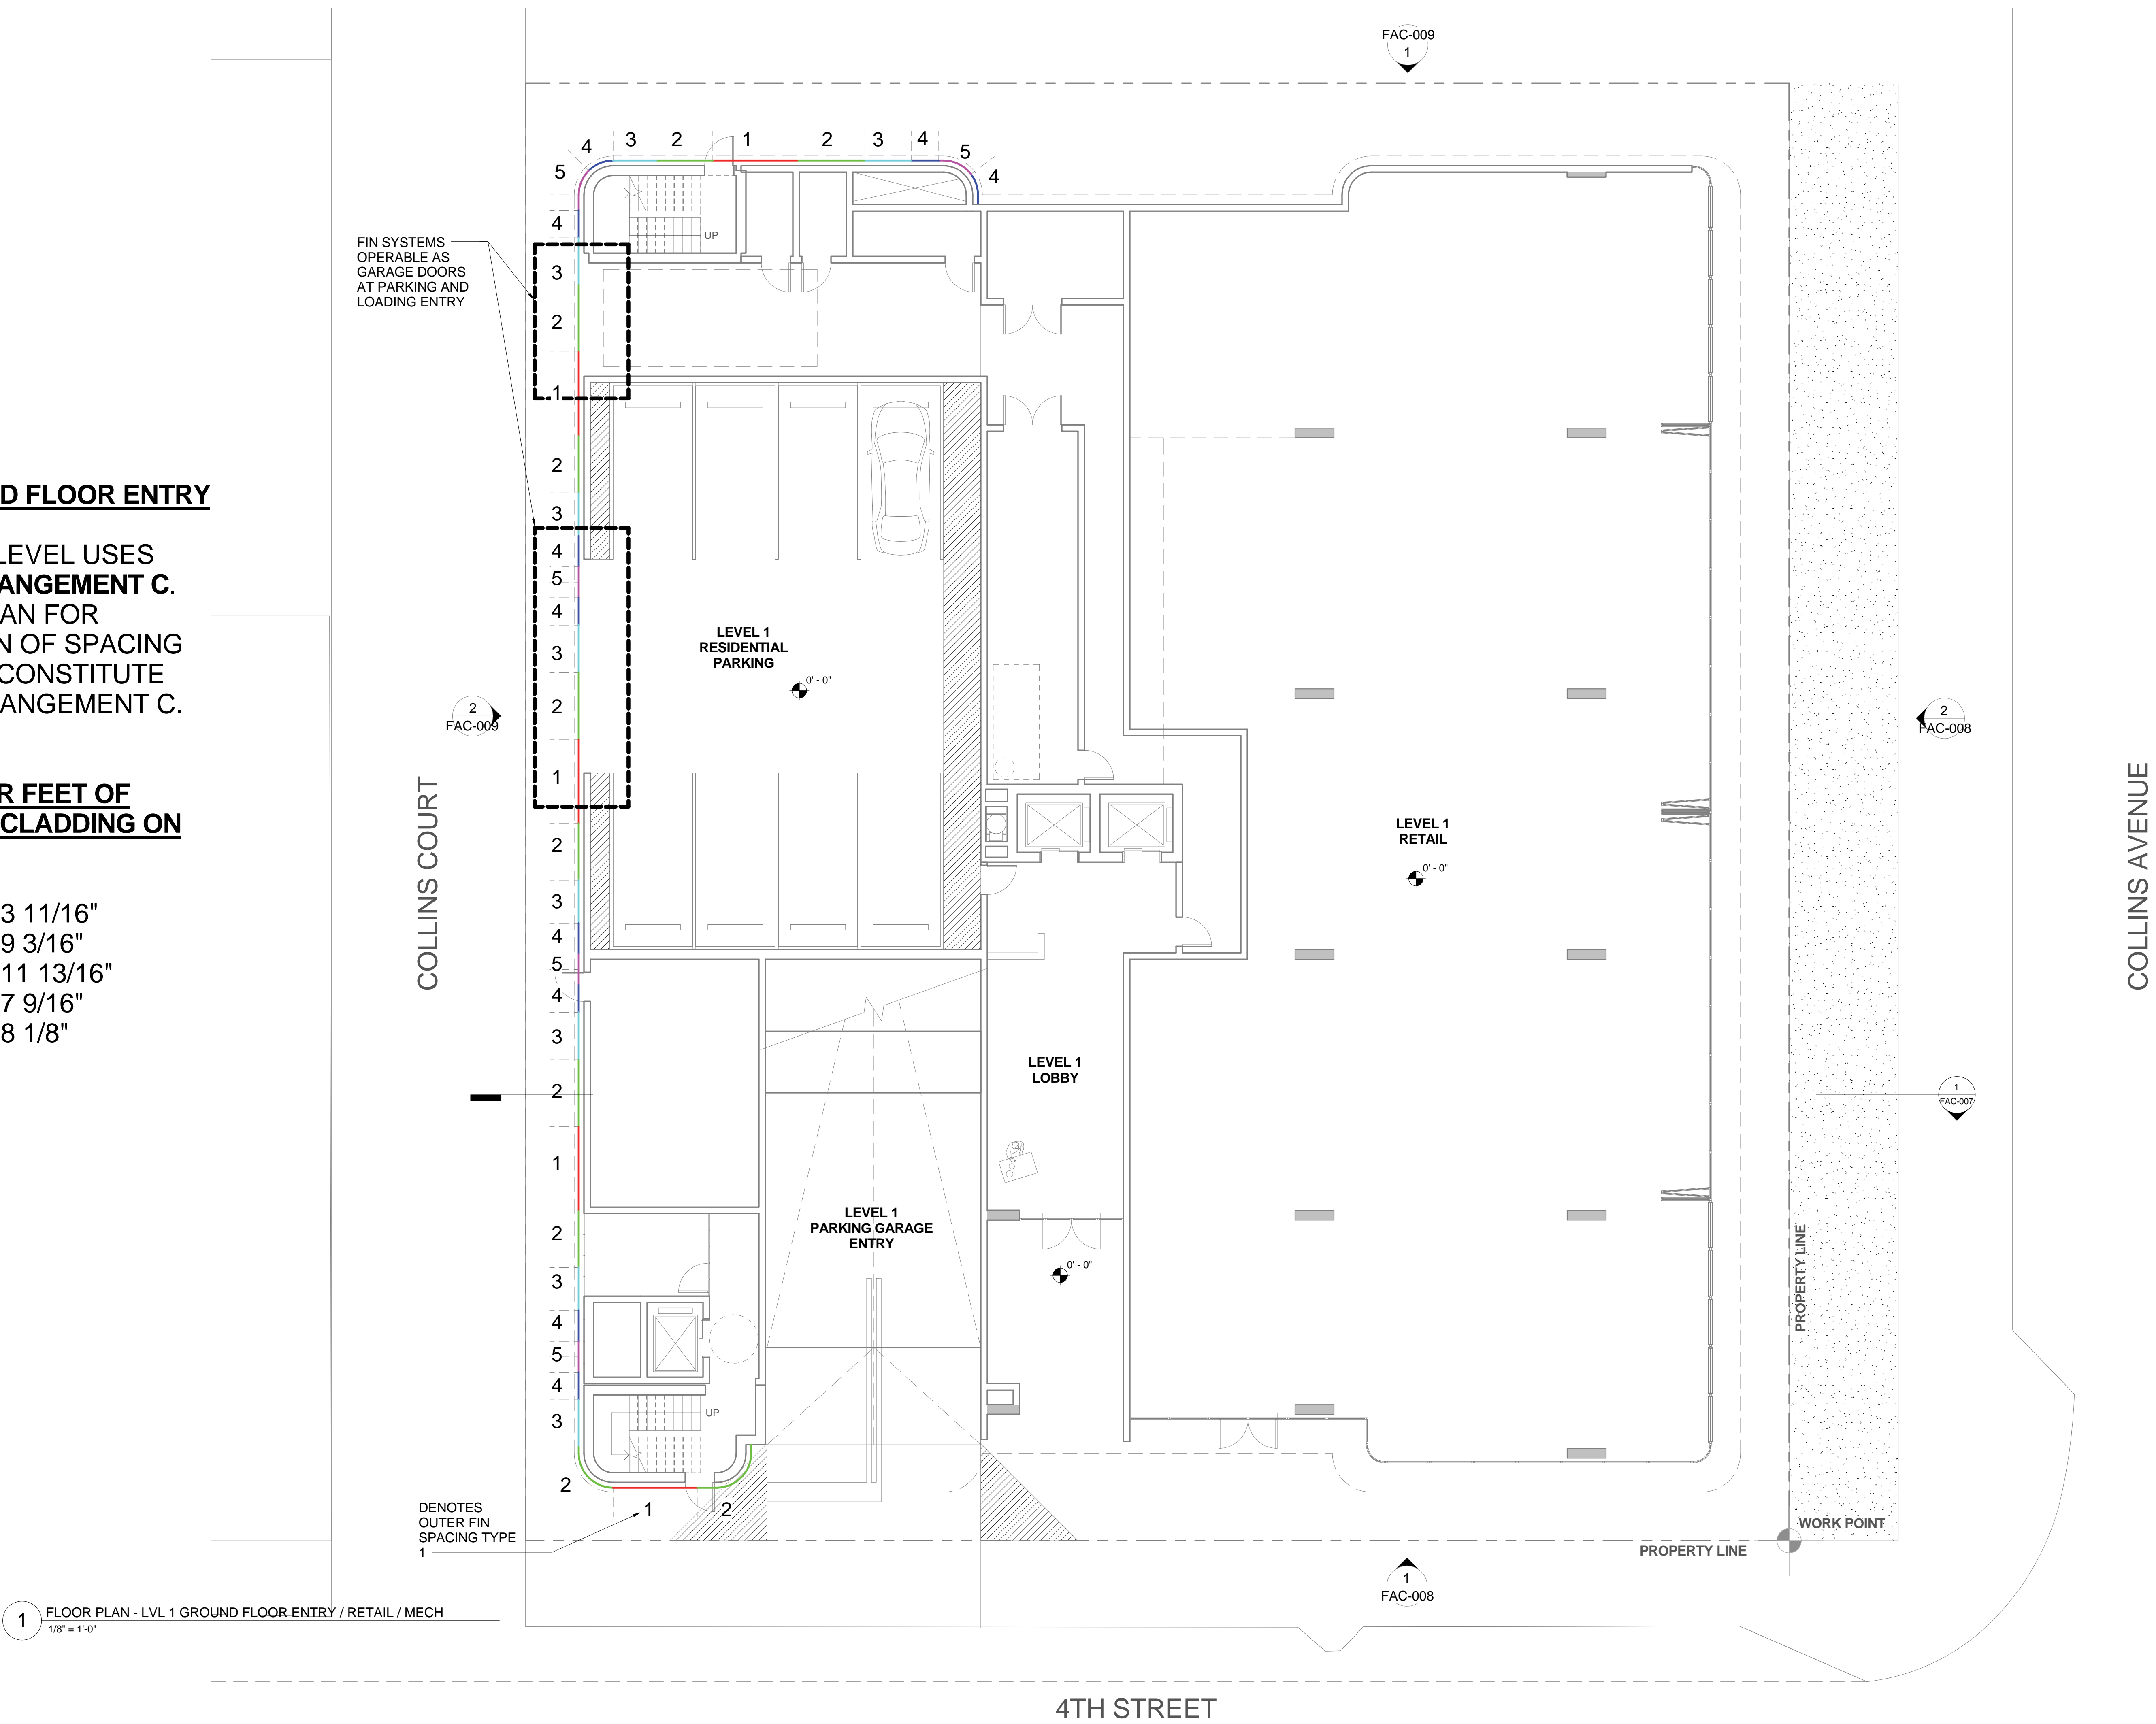 FAC-009
1
4
3
2
1
2
3
4
5
4
5
4
3
2
1
2
3
4
5
4
3
2
1
2
3
4
5
4
3
2
1
2
3
4
5
4
3
2
1
2
FIN SYSTEMS
OPERABLE AS
GARAGE DOORS
AT PARKING AND
LOADING ENTRY
UP
D FLOOR ENTRY
LEVEL USES
ANGEMENT C.
AN FOR
N OF SPACING
CONSTITUTE
ANGEMENT C.
R FEET OF
CLADDING ON
3 11/16"
9 3/16"
11 13/16"
7 9/16"
8 1/8"
LEVEL 1
RESIDENTIAL
PARKING
0' - 0"
2
FAC-009
COLLINS COURT
LEVEL 1
RETAIL
0' - 0"
2
FAC-008
COLLINS AVENUE
LEVEL 1
LOBBY
1
FAC-007
LEVEL 1
PARKING GARAGE
ENTRY
0' - 0"
PROPERTY LINE
UP
DENOTES
OUTER FIN
SPACING TYPE
1
WORK POINT
PROPERTY LINE
1
FAC-008
1
FLOOR PLAN - LVL 1 GROUND FLOOR ENTRY / RETAIL / MECH
1/8" = 1'-0"
4TH STREET